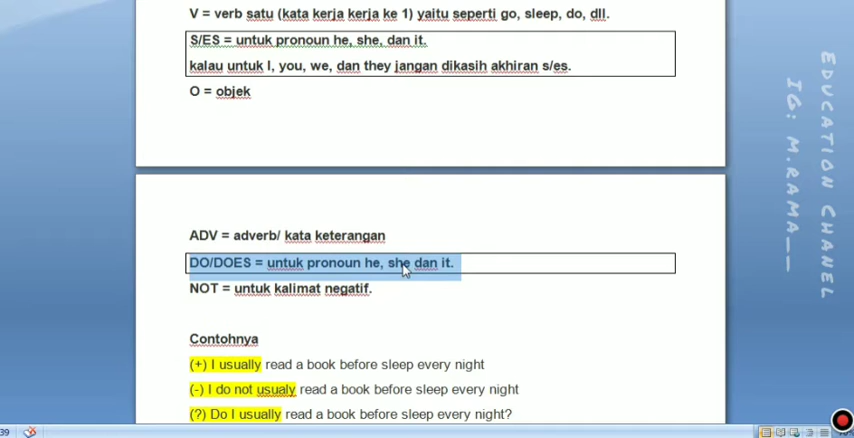 V = verb satu (kata kerja kerja ke 1) yaitu seperti go, sleep, do, dll.
S/ES = untuk pronoun he, she, dan it.
kalau untuk I, you, we, dan they jangan dikasih akhiran s/es.
O = objek
ADV = adverb/ kata keterangan
DO/DOES = untuk pronoun he, she dan it.
NOT = untuk kalimat negatif.
Contohnya
(+) I usually read a book before sleep every night
(-) I do not usualy read a book before sleep every night
(?) Do I usually read a book before sleep every night?
EDUCATION CHANEL
IG: M.RAMA__
39